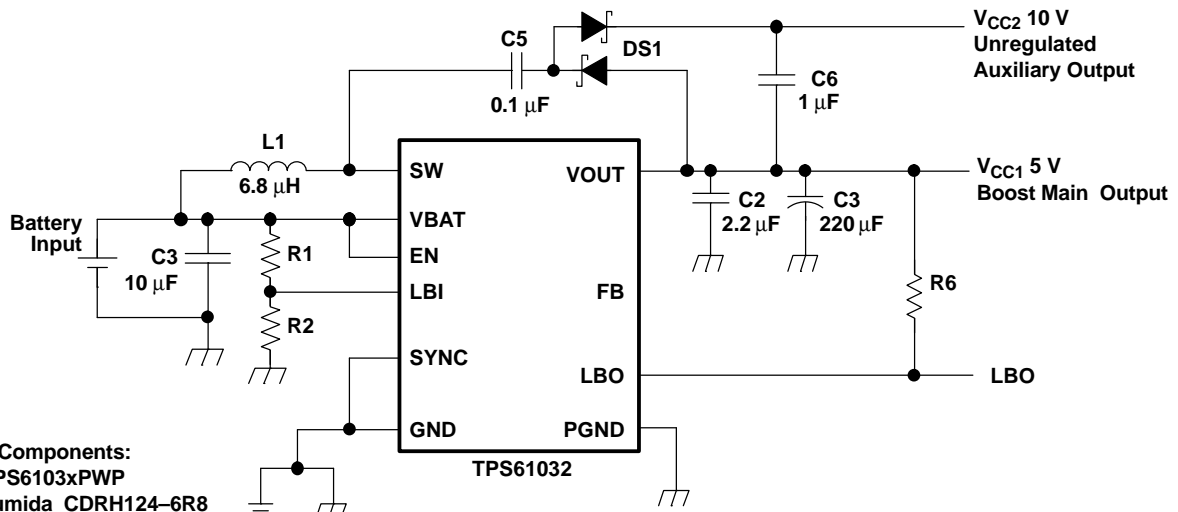 VCC2 10 V
Unregulated
Auxiliary Output
C5
0.1 μF
DS1
C6
1 μF
L1
6.8 μH
SW
VOUT
VCC1 5 V
Boost Main Output
C2
2.2 μF
C3
220 μF
Battery
Input
VBAT
C3
10 μF
R1
EN
LBI
FB
R6
R2
SYNC
LBO
LBO
GND
PGND
TPS61032
Components:
PS6103xPWP
umida CDRH124–6R8